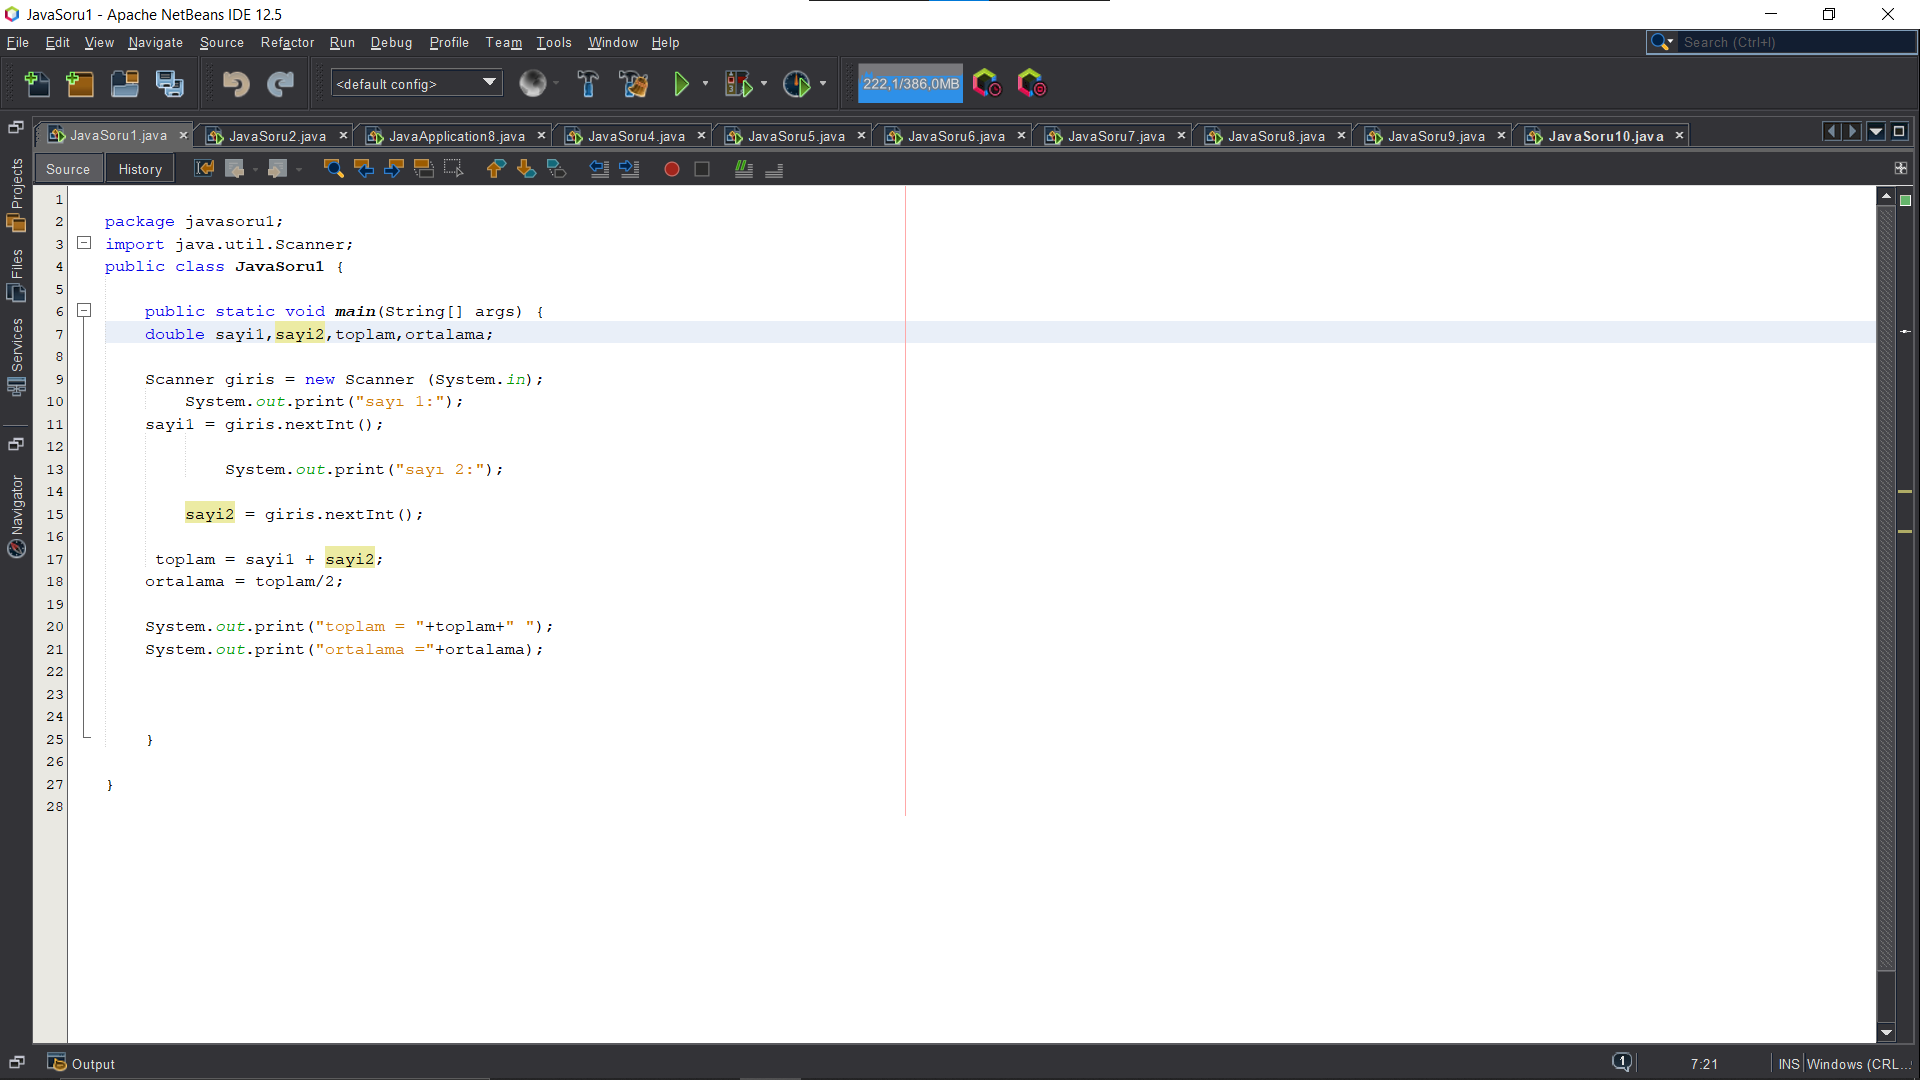 JavaSoru1 - Apache NetBeans IDE 12.5
File Edit View Navigate Source Refactor Run Debug Profile Team Tools Window Help
Search (Ctrl+I)
<default config>
222,1/386,0MB
JavaSoru1.java JavaSoru2.java JavaApplication8.java JavaSoru4.java JavaSoru5.java JavaSoru6.java JavaSoru7.java JavaSoru8.java JavaSoru9.java JavaSoru10.java
Source History
Projects
Files
Services
Navigator
1
2 package javasoru1;
3 import java.util.Scanner;
4 public class JavaSoru1 {
5
6 public static void main(String[] args) {
7 double sayi1,sayi2,toplam,ortalama;
8
9 Scanner giris = new Scanner (System.in);
10 System.out.print("sayı 1:");
11 sayi1 = giris.nextInt();
12
13 System.out.print("sayı 2:");
14
15 sayi2 = giris.nextInt();
16
17 toplam = sayi1 + sayi2;
18 ortalama = toplam/2;
19
20 System.out.print("toplam = "+toplam+" ");
21 System.out.print("ortalama ="+ortalama);
22
23
24
25 }
26
27 }
28
Output
1
7:21
INS
Windows (CRL...